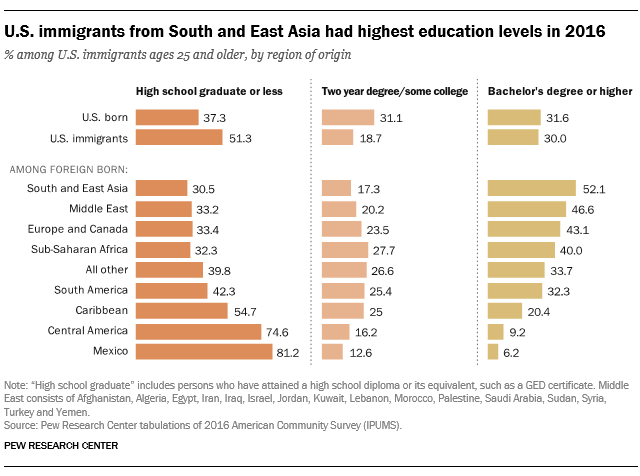 U.S. immigrants from South and East Asia had highest education levels in 2016
% among U.S. immigrants ages 25 and older, by region of origin
High school graduate or less Two year degree/some college Bachelor's degree or higher
U.S. born 37.3 31.1 31.6
U.S. immigrants 51.3 18.7 30.0
AMONG FOREIGN BORN:
South and East Asia 30.5 17.3 52.1
Middle East 33.2 20.2 46.6
Europe and Canada 33.4 23.5 43.1
Sub-Saharan Africa 32.3 27.7 40.0
All other 39.8 26.6 33.7
South America 42.3 25.4 32.3
Caribbean 54.7 25 20.4
Central America 74.6 16.2 9.2
Mexico 81.2 12.6 6.2
Note: “High school graduate” includes persons who have attained a high school diploma or its equivalent, such as a GED certificate. Middle
East consists of Afghanistan, Algeria, Egypt, Iran, Iraq, Israel, Jordan, Kuwait, Lebanon, Morocco, Palestine, Saudi Arabia, Sudan, Syria,
Turkey and Yemen.
Source: Pew Research Center tabulations of 2016 American Community Survey (IPUMS).
PEW RESEARCH CENTER